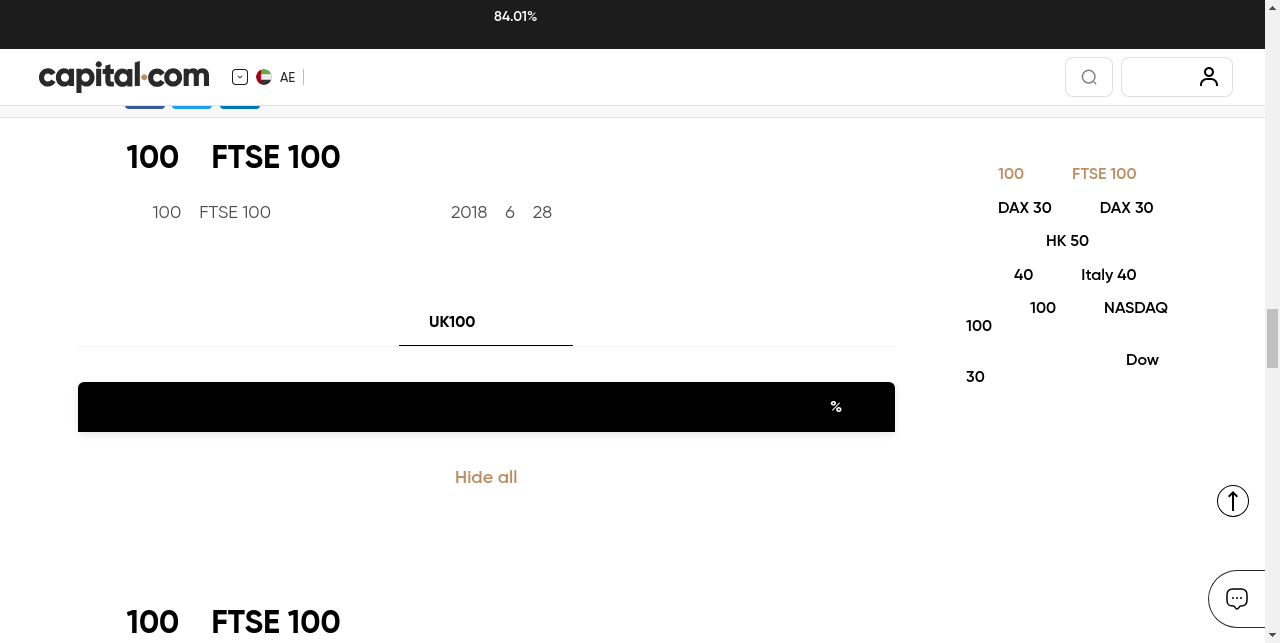 84.01%
capital.com
AE
100 FTSE 100
100 FTSE 100 2018 6 28
UK100
%
Hide all
100 FTSE 100
100 FTSE 100
DAX 30 DAX 30
HK 50
40 Italy 40
100 NASDAQ
100
Dow
30